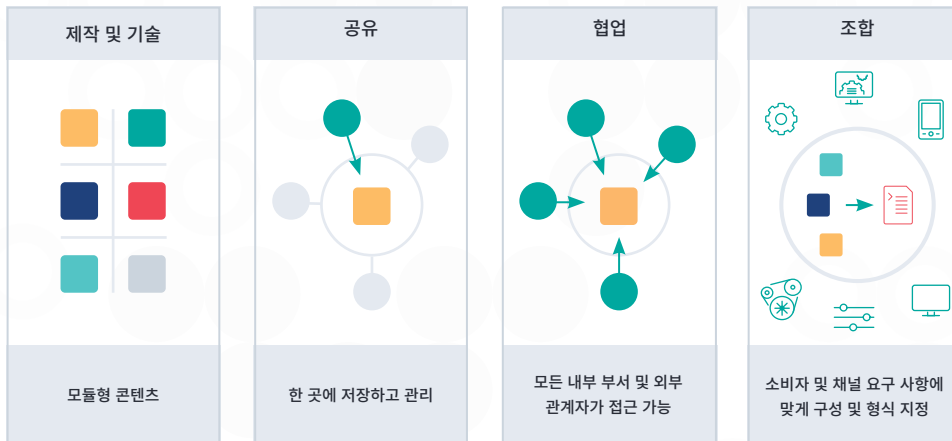 제작 및 기술
모듈형 콘텐츠
공유
한 곳에 저장하고 관리
협업
모든 내부 부서 및 외부
관계자가 접근 가능
조합
소비자 및 채널 요구 사항에
맞게 구성 및 형식 지정